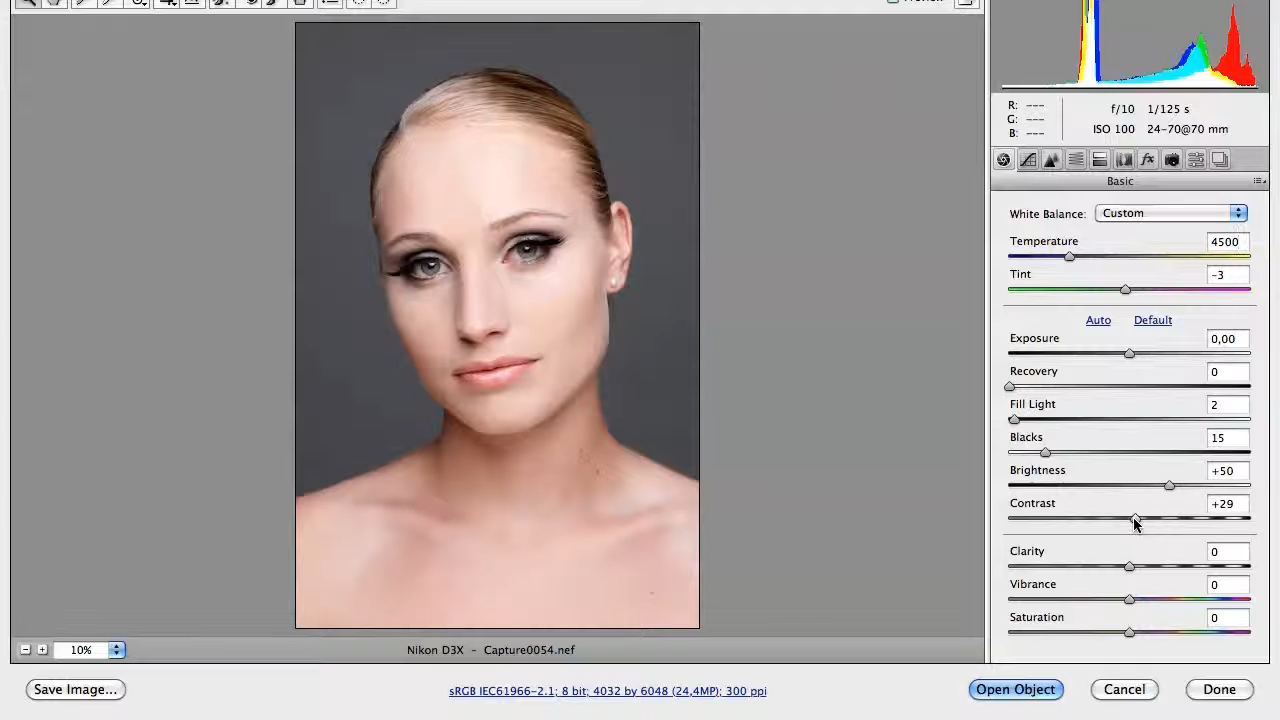 R: ---
G: ---
B: ---
f/10 1/125 s
ISO 100 24-70@70 mm
fx
Basic
White Balance: Custom
Temperature 4500
Tint -3
Auto Default
Exposure 0,00
Recovery 0
Fill Light 2
Blacks 15
Brightness +50
Contrast +29
Clarity 0
Vibrance 0
Saturation 0
10%
Nikon D3X - Capture0054.nef
Save Image...
sRGB IEC61966-2.1; 8 bit; 4032 by 6048 (24,4MP); 300 ppi
Open Object
Cancel
Done